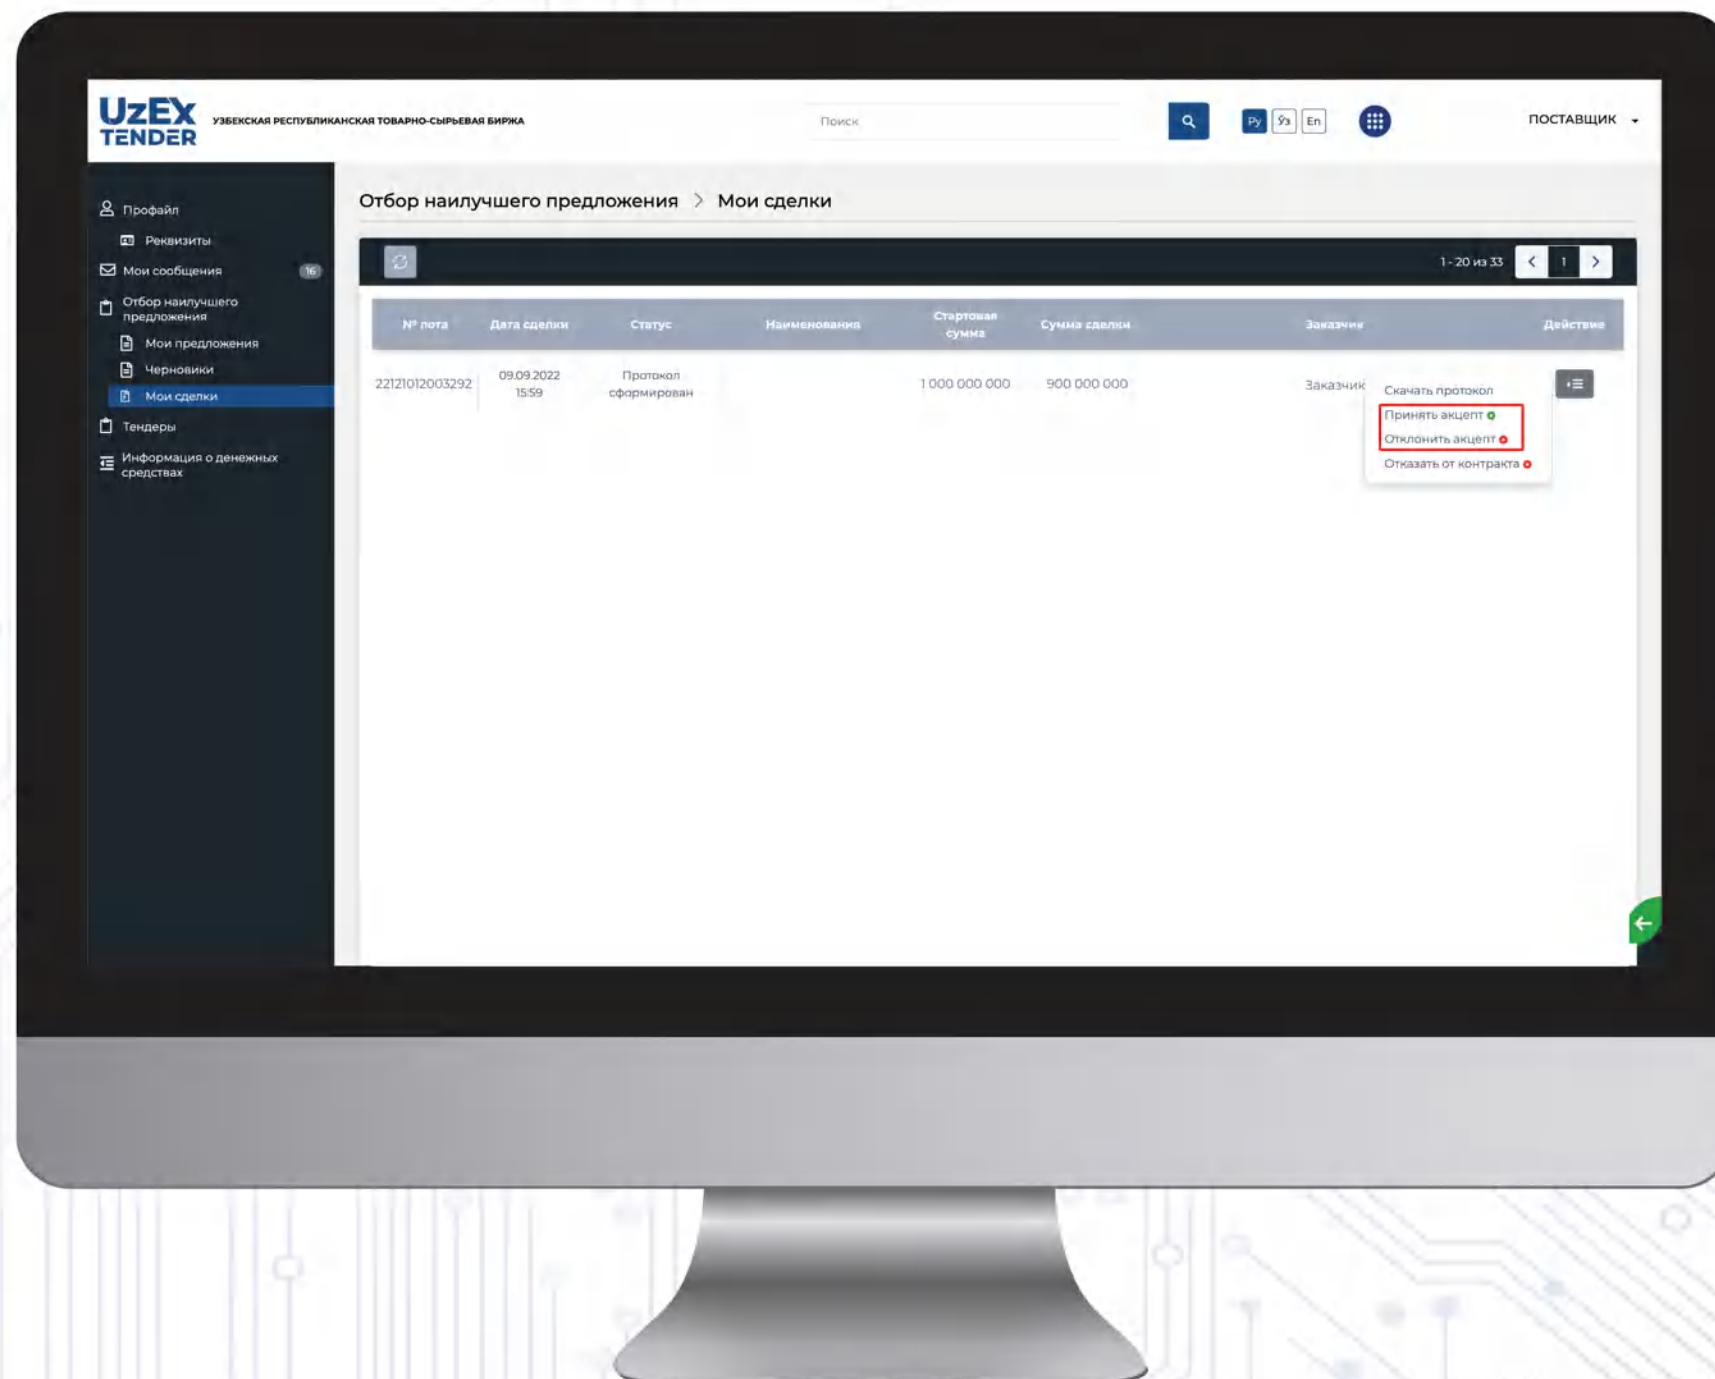 UzEX
TENDER
УЗБЕКСКАЯ РЕСПУБЛИКАНСКАЯ ТОВАРНО-СЫРЬЕВАЯ БИРЖА
Поиск
Ру
Ўз
En
ПОСТАВЩИК
Профайл
Реквизиты
Мои сообщения
16
Отбор наилучшего
предложения
Мои предложения
Черновики
Мои сделки
Тендеры
Информация о денежных
средствах
Отбор наилучшего предложения > Мои сделки
1 - 20 из 33
<
1
>
№ лота
Дата сделки
Статус
Наименования
Стартовая
сумма
Сумма сделки
Заказчик
Действие
22121012003292
09.09.2022
15:59
Протокол
сформирован
1 000 000 000
900 000 000
Заказчик
Скачать протокол
Принять акцепт
Отклонить акцепт
Отказать от контракта